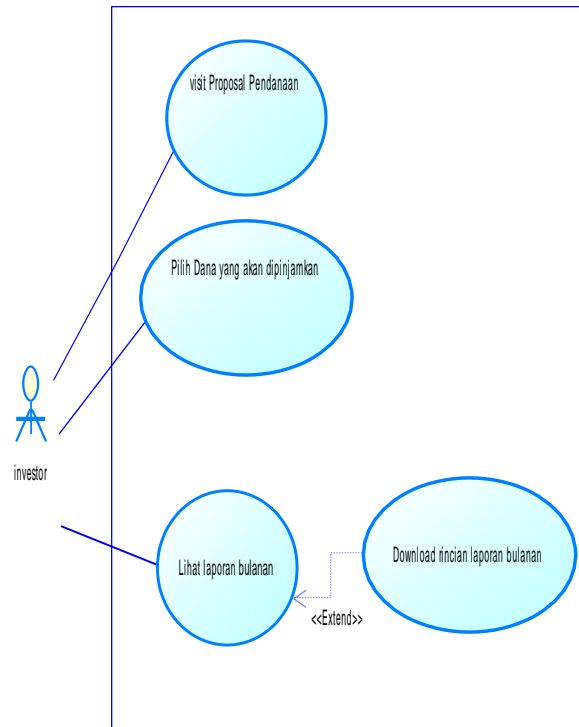 visit Proposal Pendanaan
Pilih Dana yang akan dipinjamkan
investor
Lihat laporan bulanan
Download rincian laporan bulanan
<<Extend>>